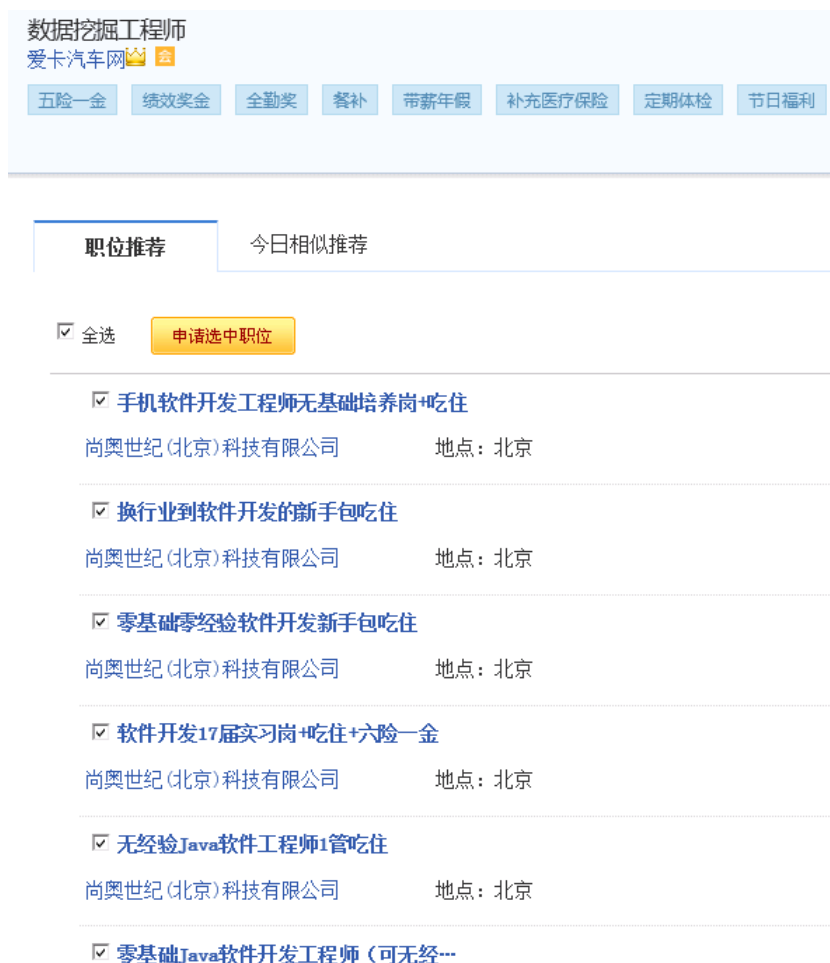 数据挖掘工程师
爱卡汽车网 会
五险一金 绩效奖金 全勤奖 餐补 带薪年假 补充医疗保险 定期体检 节日福利
职位推荐 今日相似推荐
全选 申请选中职位
手机软件开发工程师无基础培养岗+吃住
尚奥世纪(北京)科技有限公司 地点：北京
换行业到软件开发的新手包吃住
尚奥世纪(北京)科技有限公司 地点：北京
零基础零经验软件开发新手包吃住
尚奥世纪(北京)科技有限公司 地点：北京
软件开发17届实习岗+吃住+六险一金
尚奥世纪(北京)科技有限公司 地点：北京
无经验Java软件工程师1管吃住
尚奥世纪(北京)科技有限公司 地点：北京
零基础Java软件开发工程师（可无经…